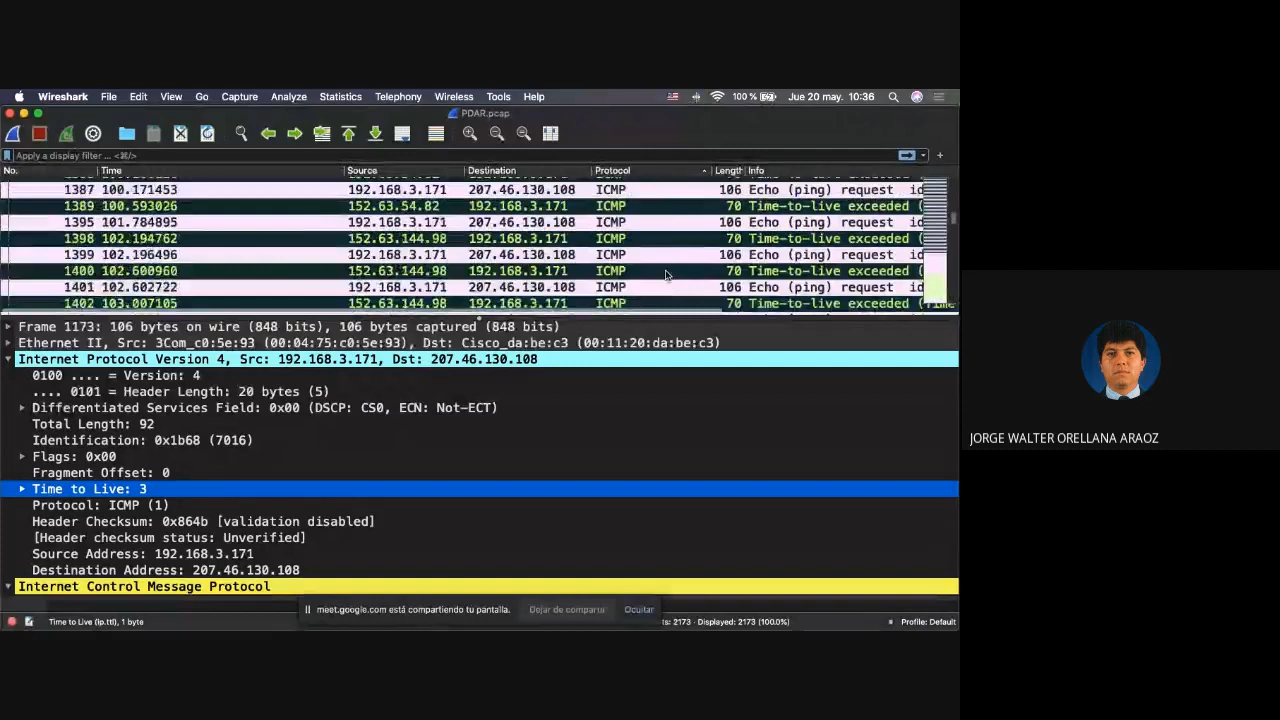 Wireshark File Edit View Go Capture Analyze Statistics Telephony Wireless Tools Help 100 % Jue 20 may. 10:36
PDAR.pcap
Apply a display filter ... <⌘/>
No. Time Source Destination Protocol Length Info
1387 100.171453 192.168.3.171 207.46.130.108 ICMP 106 Echo (ping) request id
1389 100.593026 152.63.54.82 192.168.3.171 ICMP 70 Time-to-live exceeded (
1395 101.784895 192.168.3.171 207.46.130.108 ICMP 106 Echo (ping) request id
1398 102.194762 152.63.144.98 192.168.3.171 ICMP 70 Time-to-live exceeded (
1399 102.196496 192.168.3.171 207.46.130.108 ICMP 106 Echo (ping) request id
1400 102.600960 152.63.144.98 192.168.3.171 ICMP 70 Time-to-live exceeded (
1401 102.602722 192.168.3.171 207.46.130.108 ICMP 106 Echo (ping) request id
1402 103.007105 152.63.144.98 192.168.3.171 ICMP 70 Time-to-live exceeded (Time
Frame 1173: 106 bytes on wire (848 bits), 106 bytes captured (848 bits)
Ethernet II, Src: 3Com_c0:5e:93 (00:04:75:c0:5e:93), Dst: Cisco_da:be:c3 (00:11:20:da:be:c3)
Internet Protocol Version 4, Src: 192.168.3.171, Dst: 207.46.130.108
0100 .... = Version: 4
.... 0101 = Header Length: 20 bytes (5)
Differentiated Services Field: 0x00 (DSCP: CS0, ECN: Not-ECT)
Total Length: 92
Identification: 0x1b68 (7016)
Flags: 0x00
Fragment Offset: 0
Time to Live: 3
Protocol: ICMP (1)
Header Checksum: 0x864b [validation disabled]
[Header checksum status: Unverified]
Source Address: 192.168.3.171
Destination Address: 207.46.130.108
Internet Control Message Protocol
meet.google.com está compartiendo tu pantalla. Dejar de compartir Ocultar
Time to Live (ip.ttl), 1 byte ts: 2173 · Displayed: 2173 (100.0%) Profile: Default
JORGE WALTER ORELLANA ARAOZ